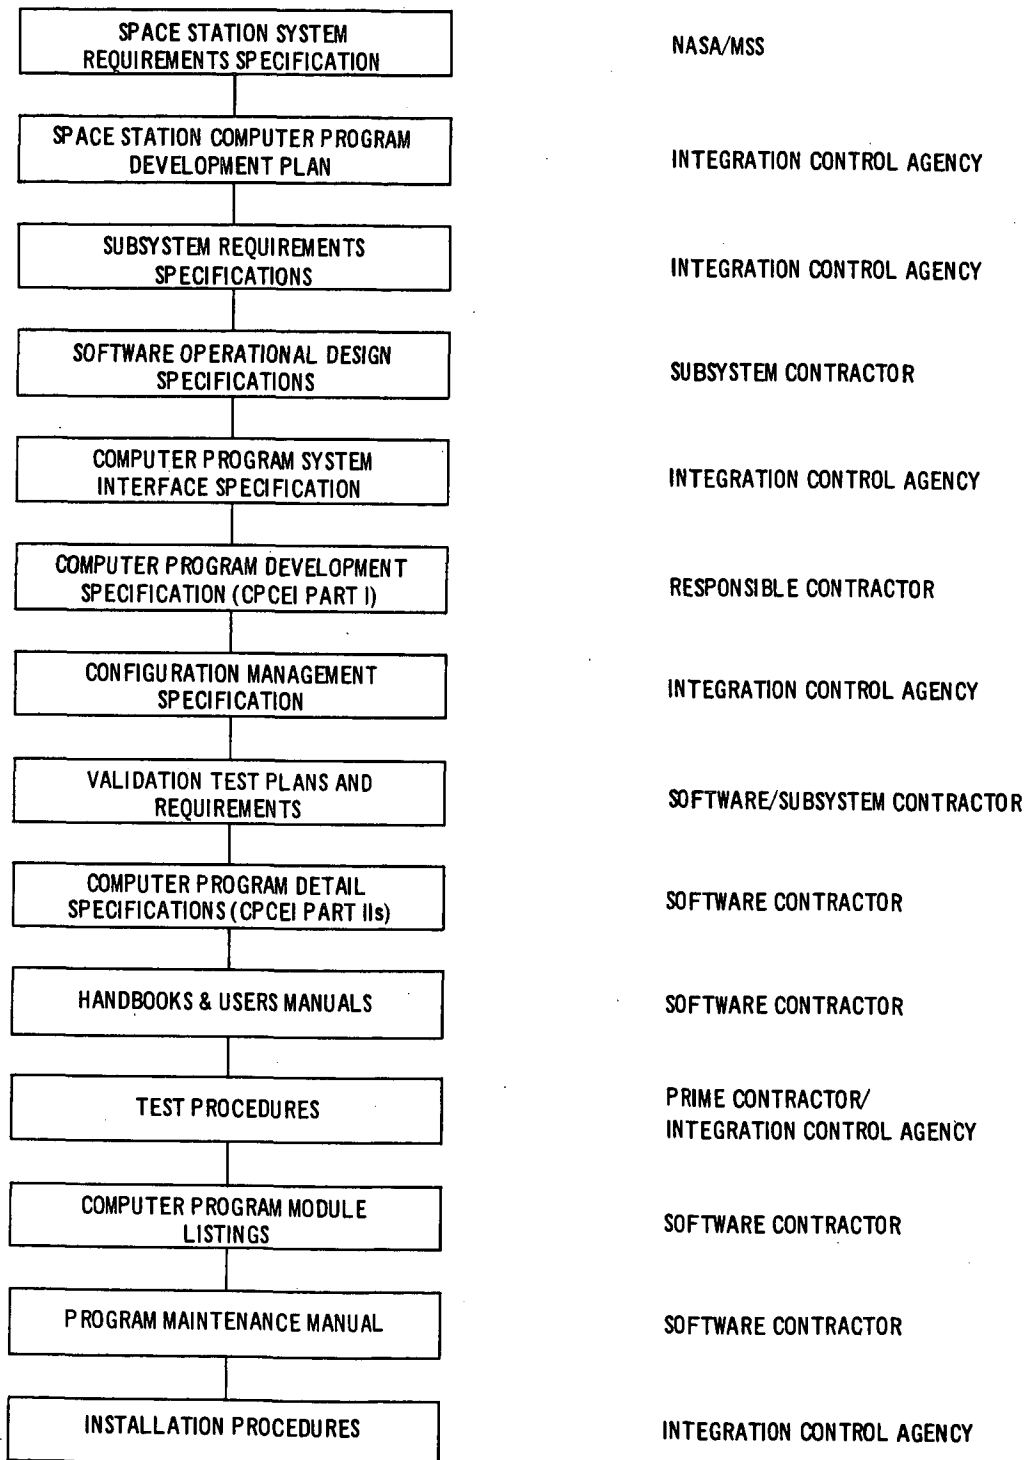 SPACE STATION SYSTEM
REQUIREMENTS SPECIFICATION
NASA/MSS
SPACE STATION COMPUTER PROGRAM
DEVELOPMENT PLAN
INTEGRATION CONTROL AGENCY
SUBSYSTEM REQUIREMENTS
SPECIFICATIONS
INTEGRATION CONTROL AGENCY
SOFTWARE OPERATIONAL DESIGN
SPECIFICATIONS
SUBSYSTEM CONTRACTOR
COMPUTER PROGRAM SYSTEM
INTERFACE SPECIFICATION
INTEGRATION CONTROL AGENCY
COMPUTER PROGRAM DEVELOPMENT
SPECIFICATION (CPCEI PART I)
RESPONSIBLE CONTRACTOR
CONFIGURATION MANAGEMENT
SPECIFICATION
INTEGRATION CONTROL AGENCY
VALIDATION TEST PLANS AND
REQUIREMENTS
SOFTWARE/SUBSYSTEM CONTRACTOR
COMPUTER PROGRAM DETAIL
SPECIFICATIONS (CPCEI PART IIs)
SOFTWARE CONTRACTOR
HANDBOOKS & USERS MANUALS
SOFTWARE CONTRACTOR
TEST PROCEDURES
PRIME CONTRACTOR/
INTEGRATION CONTROL AGENCY
COMPUTER PROGRAM MODULE
LISTINGS
SOFTWARE CONTRACTOR
PROGRAM MAINTENANCE MANUAL
SOFTWARE CONTRACTOR
INSTALLATION PROCEDURES
INTEGRATION CONTROL AGENCY